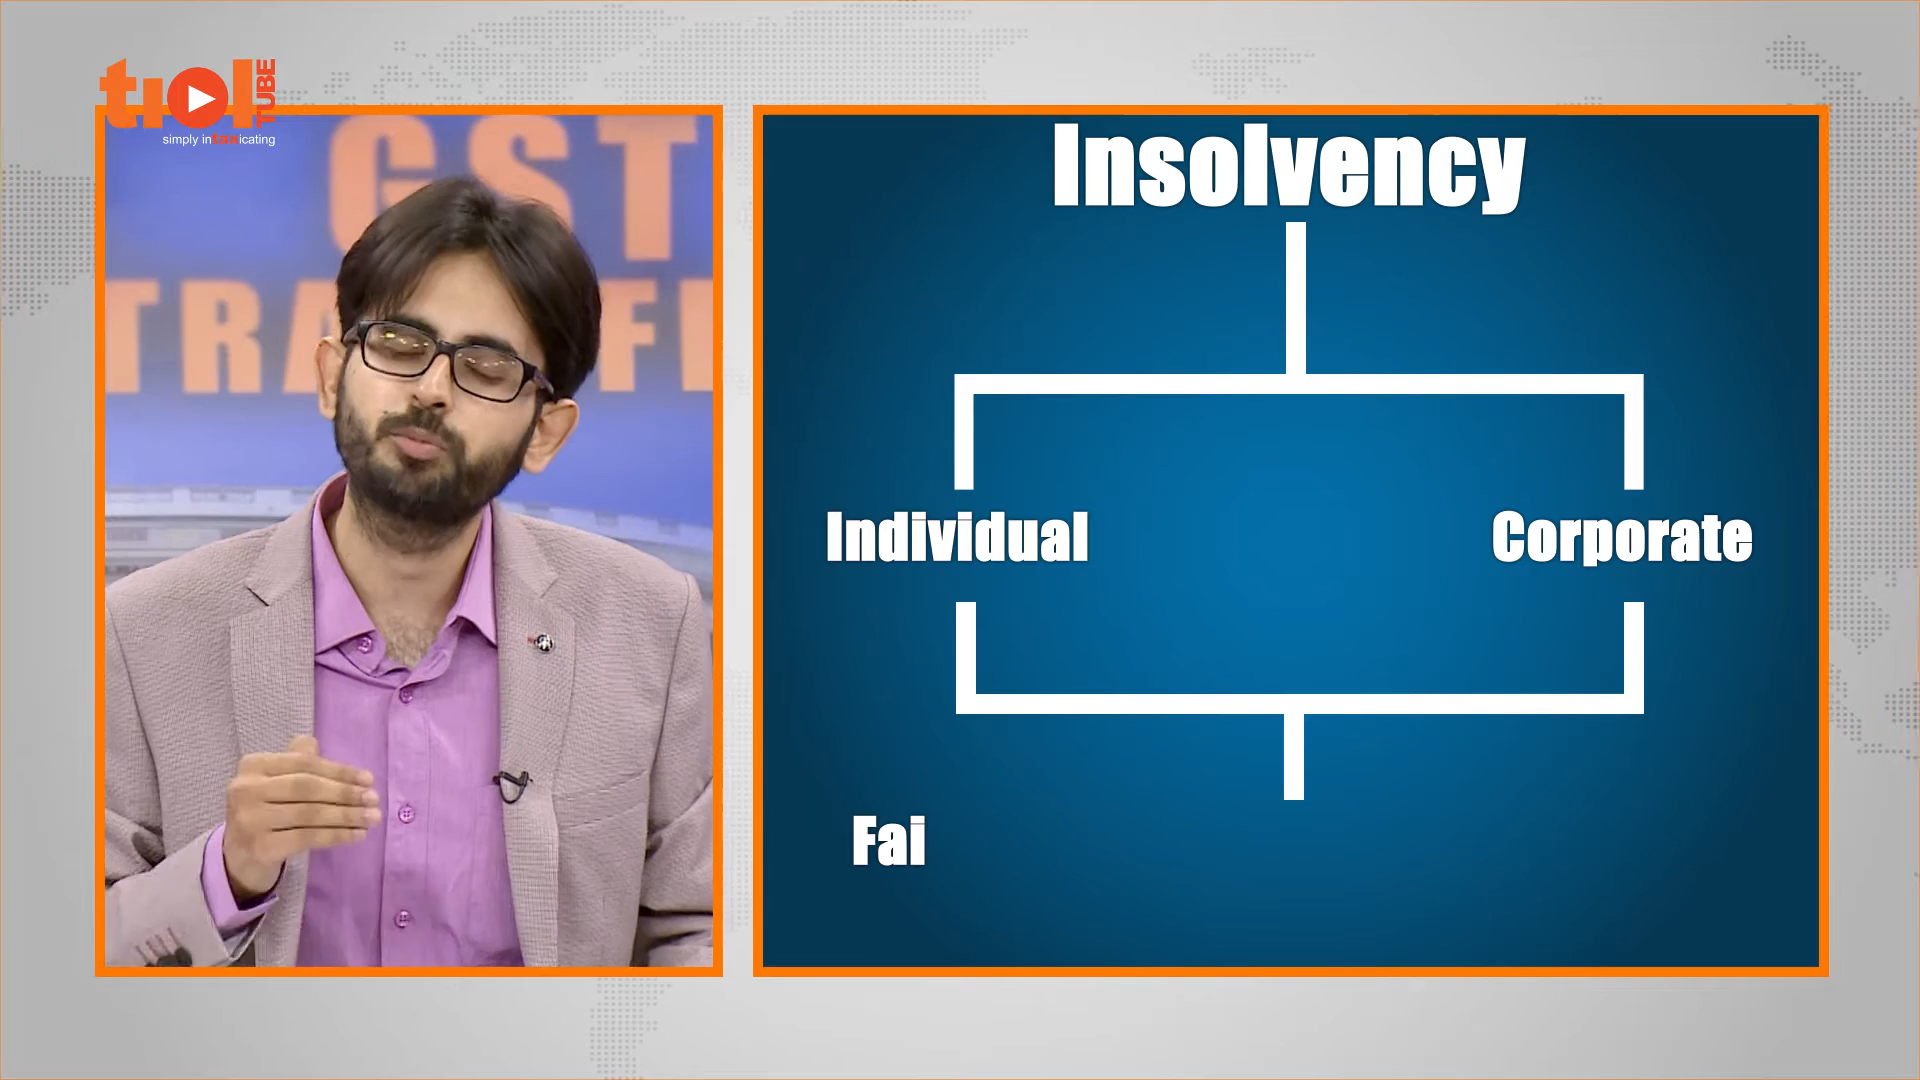 tiol TUBE
simply intaxicating
GST
TRA FI
Insolvency
Individual Corporate
Fai